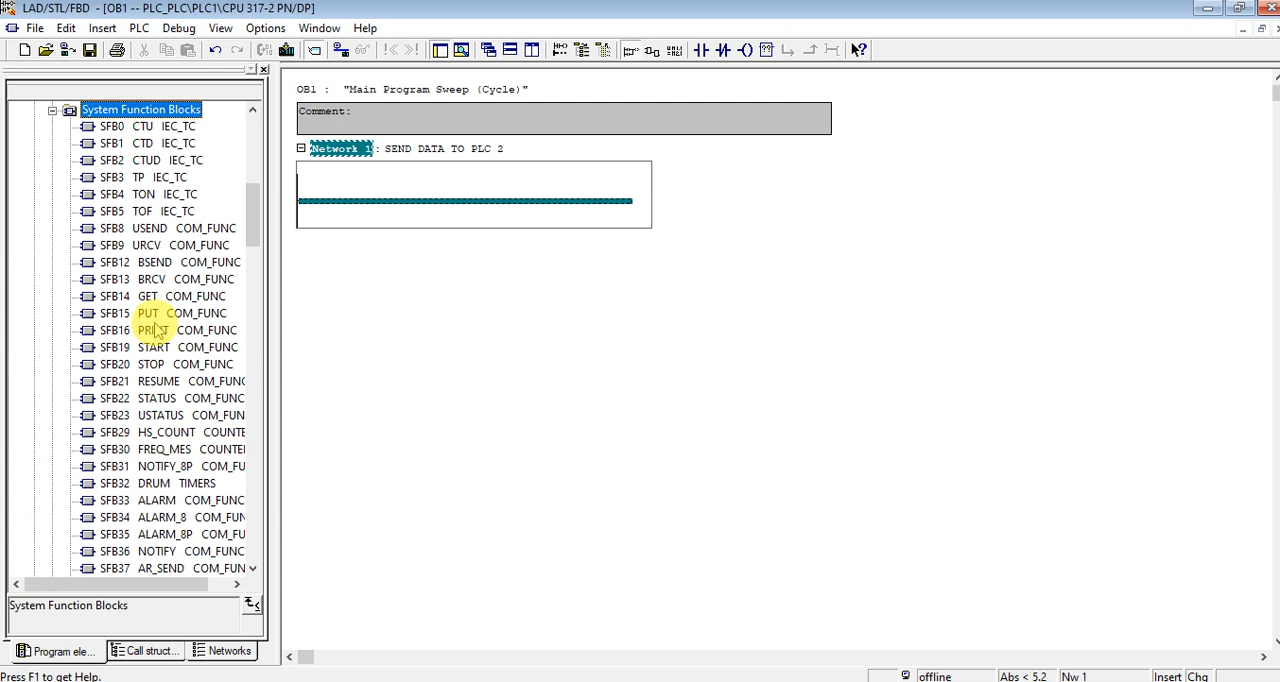 LAD/STL/FBD - [OB1 -- PLC_PLC\PLC1\CPU 317-2 PN/DP]
File Edit Insert PLC Debug View Options Window Help
System Function Blocks
SFB0 CTU IEC_TC
SFB1 CTD IEC_TC
SFB2 CTUD IEC_TC
SFB3 TP IEC_TC
SFB4 TON IEC_TC
SFB5 TOF IEC_TC
SFB8 USEND COM_FUNC
SFB9 URCV COM_FUNC
SFB12 BSEND COM_FUNC
SFB13 BRCV COM_FUNC
SFB14 GET COM_FUNC
SFB15 PUT COM_FUNC
SFB16 PRINT COM_FUNC
SFB19 START COM_FUNC
SFB20 STOP COM_FUNC
SFB21 RESUME COM_FUNC
SFB22 STATUS COM_FUNC
SFB23 USTATUS COM_FUN
SFB29 HS_COUNT COUNTE
SFB30 FREQ_MES COUNTE
SFB31 NOTIFY_8P COM_FU
SFB32 DRUM TIMERS
SFB33 ALARM COM_FUNC
SFB34 ALARM_8 COM_FUN
SFB35 ALARM_8P COM_FU
SFB36 NOTIFY COM_FUNC
SFB37 AR_SEND COM_FUN
System Function Blocks
Program ele... Call struct... Networks
OB1 : "Main Program Sweep (Cycle)"
Comment:
Network 1: SEND DATA TO PLC 2
Press F1 to get Help.
offline
Abs < 5.2
Nw 1
Insert
Chg